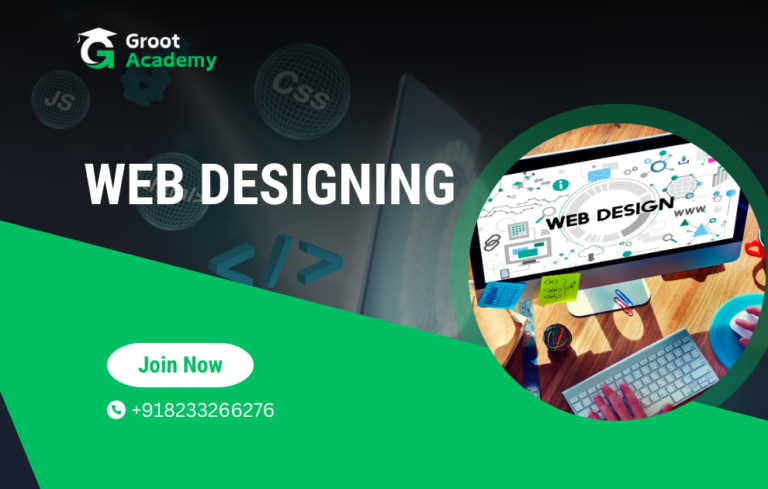 Groot
Academy
JS
Css
WEB DESIGNING
</>
WEB DESIGN
WWW.
Join Now
+918233266276